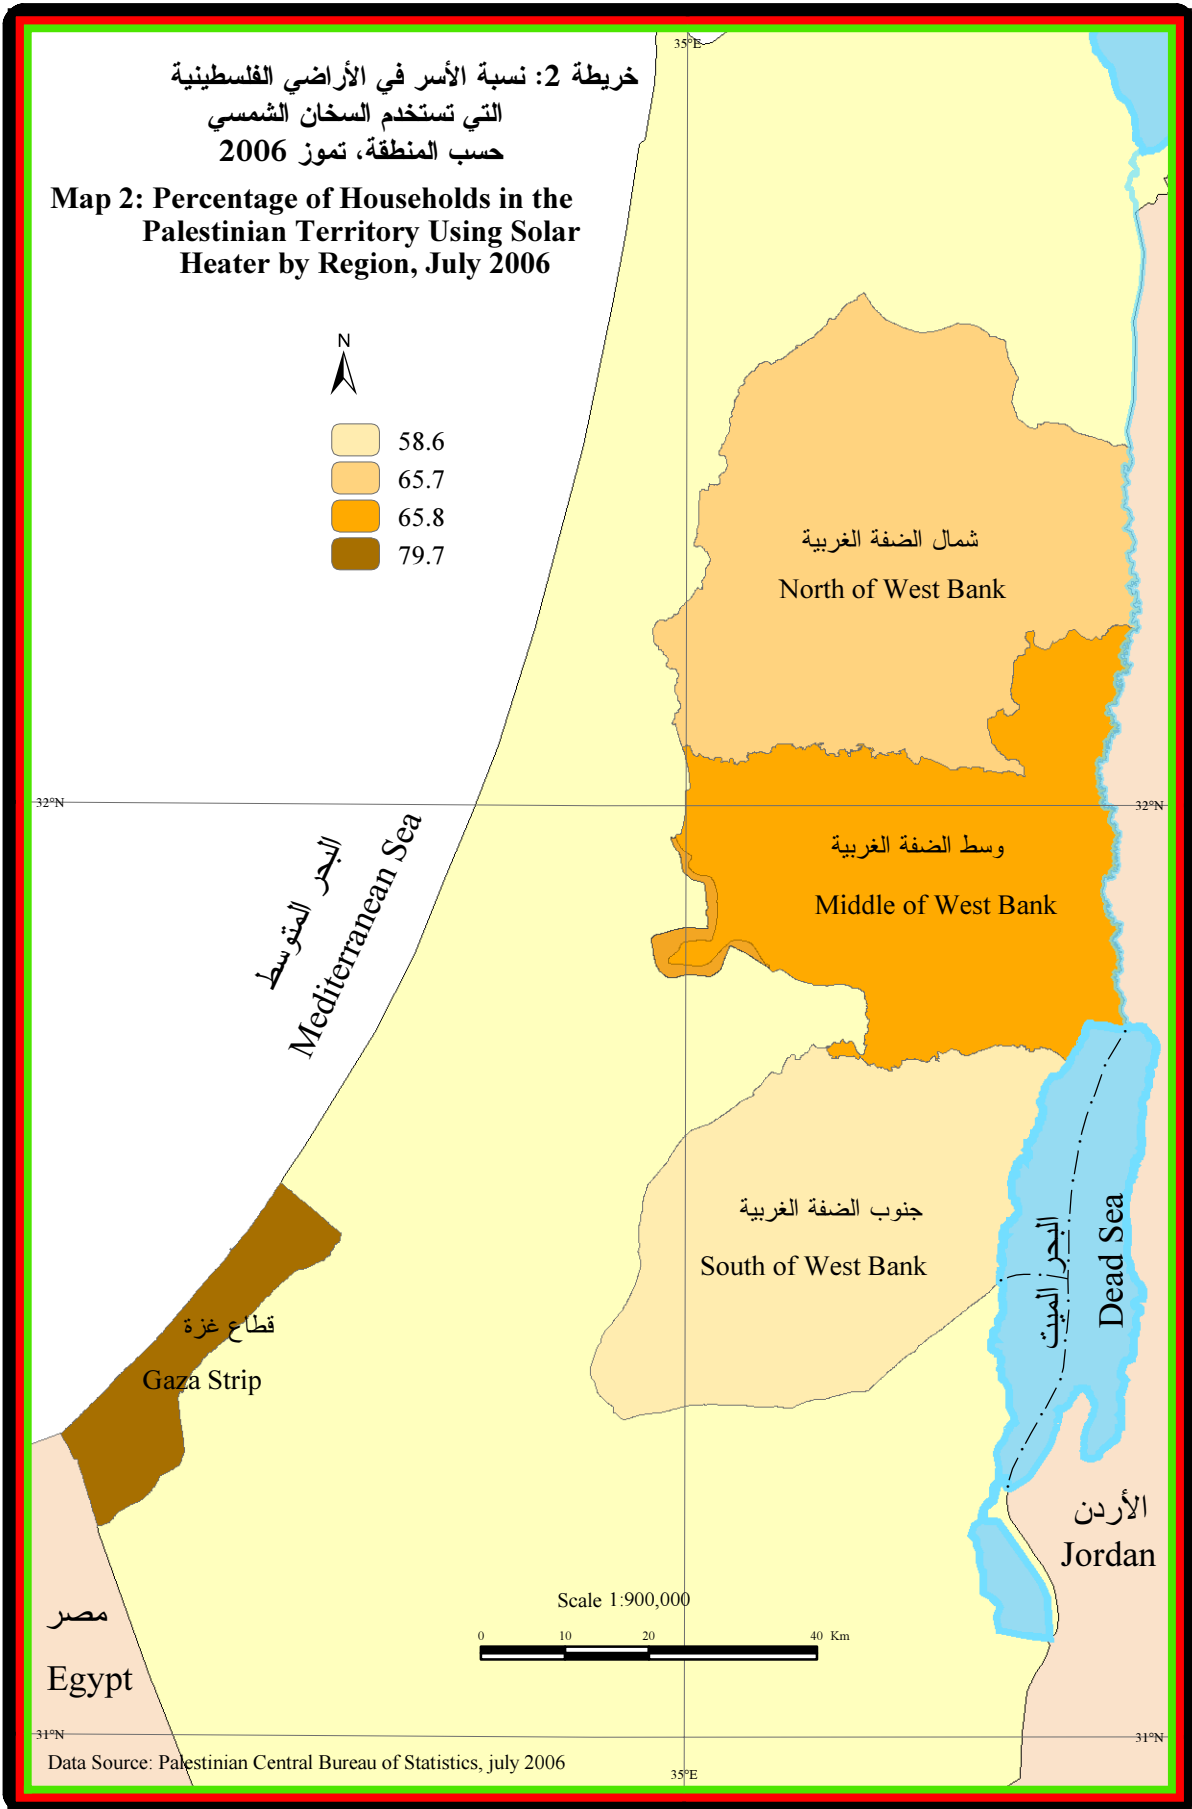 35°E
خريطة 2: نسبة الأسر في الأراضي الفلسطينية
التي تستخدم السخان الشمسي
حسب المنطقة، تموز 2006
Map 2: Percentage of Households in the
Palestinian Territory Using Solar
Heater by Region, July 2006
N
58.6
65.7
65.8
79.7
شمال الضفة الغربية
North of West Bank
32°N
32°N
البحر المتوسط
Mediterranean Sea
وسط الضفة الغربية
Middle of West Bank
جنوب الضفة الغربية
South of West Bank
البحر الميت
Dead Sea
قطاع غزة
Gaza Strip
الأردن
Jordan
مصر
Egypt
Scale 1:900,000
0 10 20 40 Km
31°N
31°N
Data Source: Palestinian Central Bureau of Statistics, july 2006
35°E